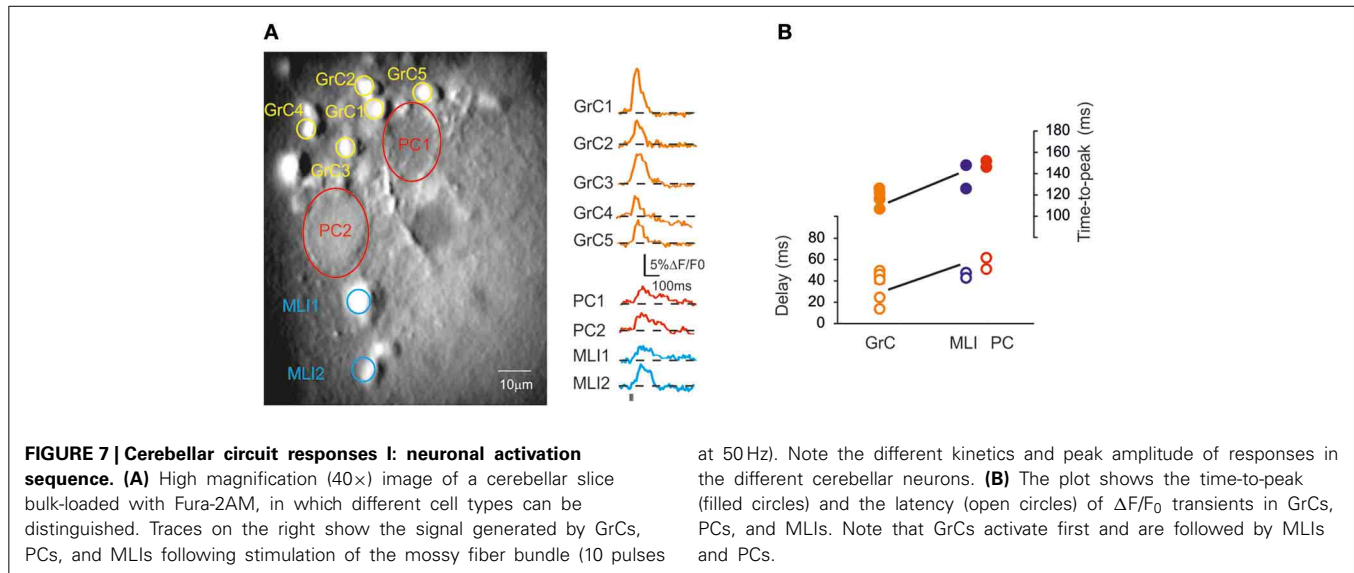 A
GrC2
GrC5
GrC4
GrC1
PC1
GrC3
PC2
MLI1
MLI2
10µm
GrC1
GrC2
GrC3
GrC4
GrC5
5%ΔF/F0
100ms
PC1
PC2
MLI1
MLI2
B
180
160
140
120
100
Time-to-peak (ms)
80
60
40
20
0
Delay (ms)
GrC MLI PC
FIGURE 7 | Cerebellar circuit responses I: neuronal activation
sequence. (A) High magnification (40×) image of a cerebellar slice
bulk-loaded with Fura-2AM, in which different cell types can be
distinguished. Traces on the right show the signal generated by GrCs,
PCs, and MLIs following stimulation of the mossy fiber bundle (10 pulses
at 50 Hz). Note the different kinetics and peak amplitude of responses in
the different cerebellar neurons. (B) The plot shows the time-to-peak
(filled circles) and the latency (open circles) of ΔF/F₀ transients in GrCs,
PCs, and MLIs. Note that GrCs activate first and are followed by MLIs
and PCs.